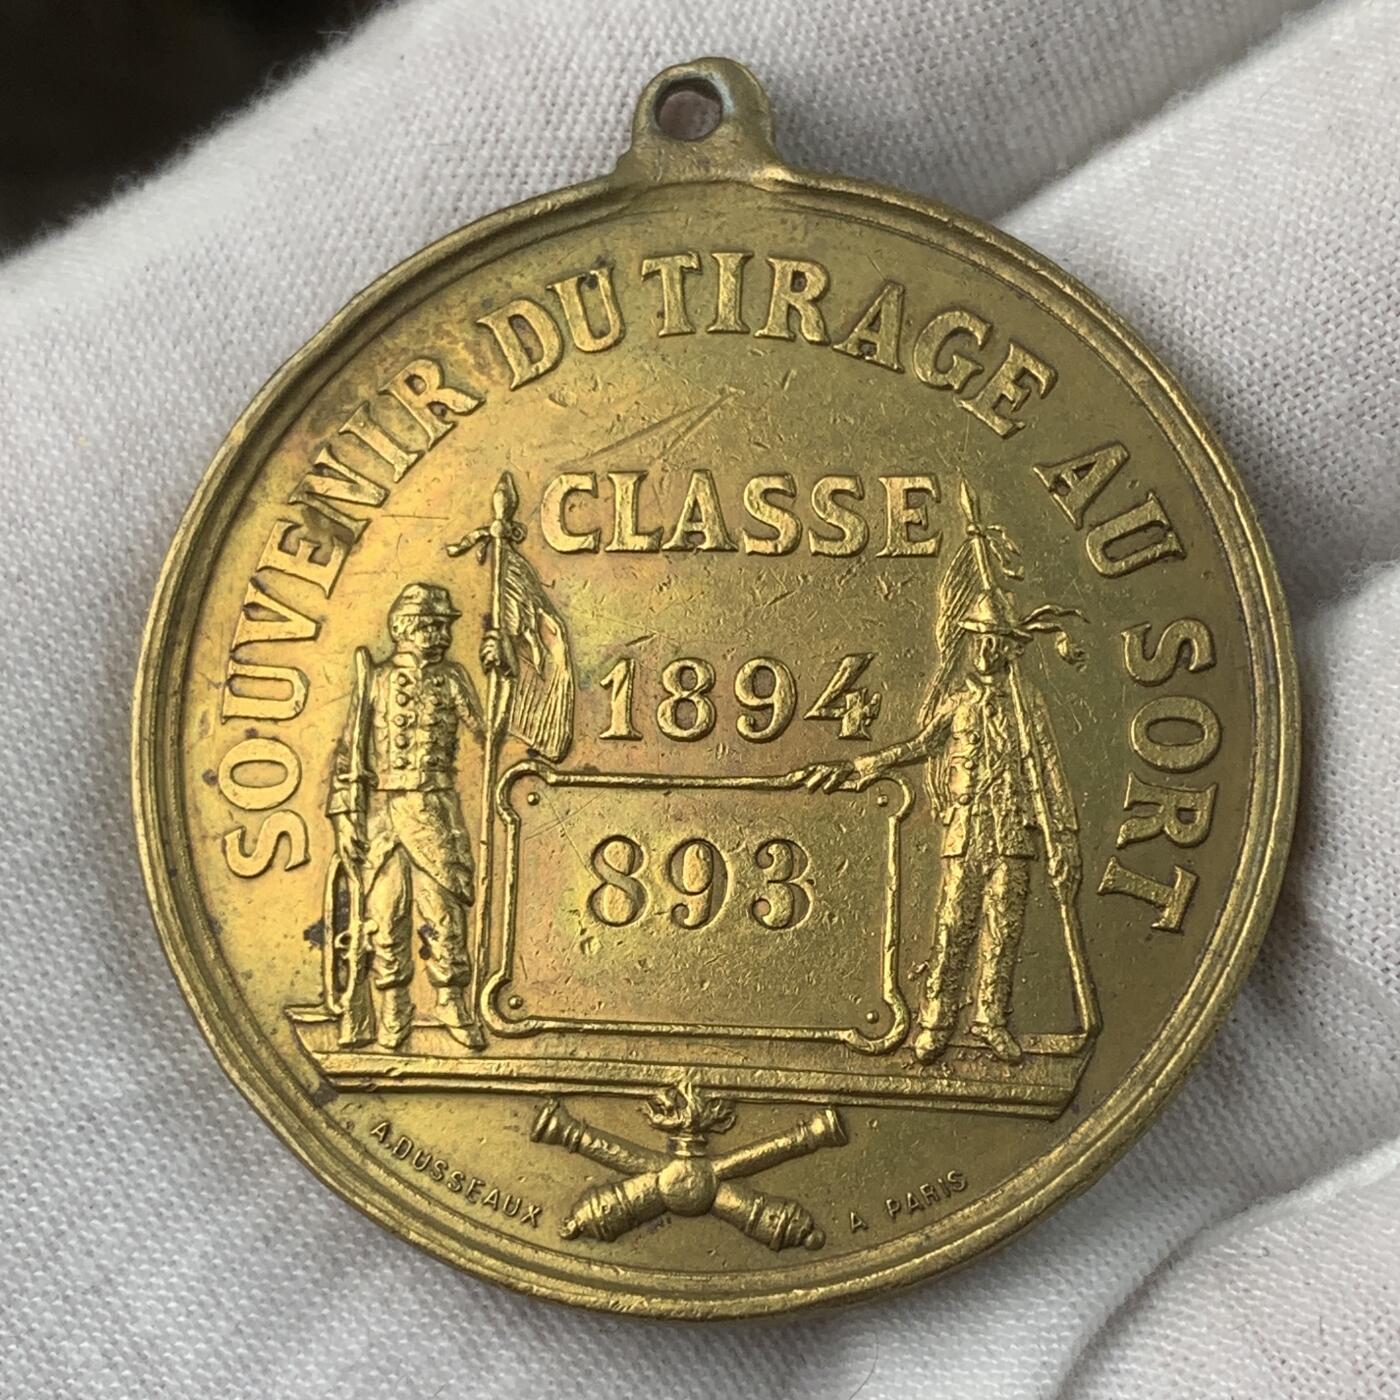 SOUVENIR DU TIRAGE AU SORT
CLASSE
1894
893
A.DUSSEAUX A PARIS